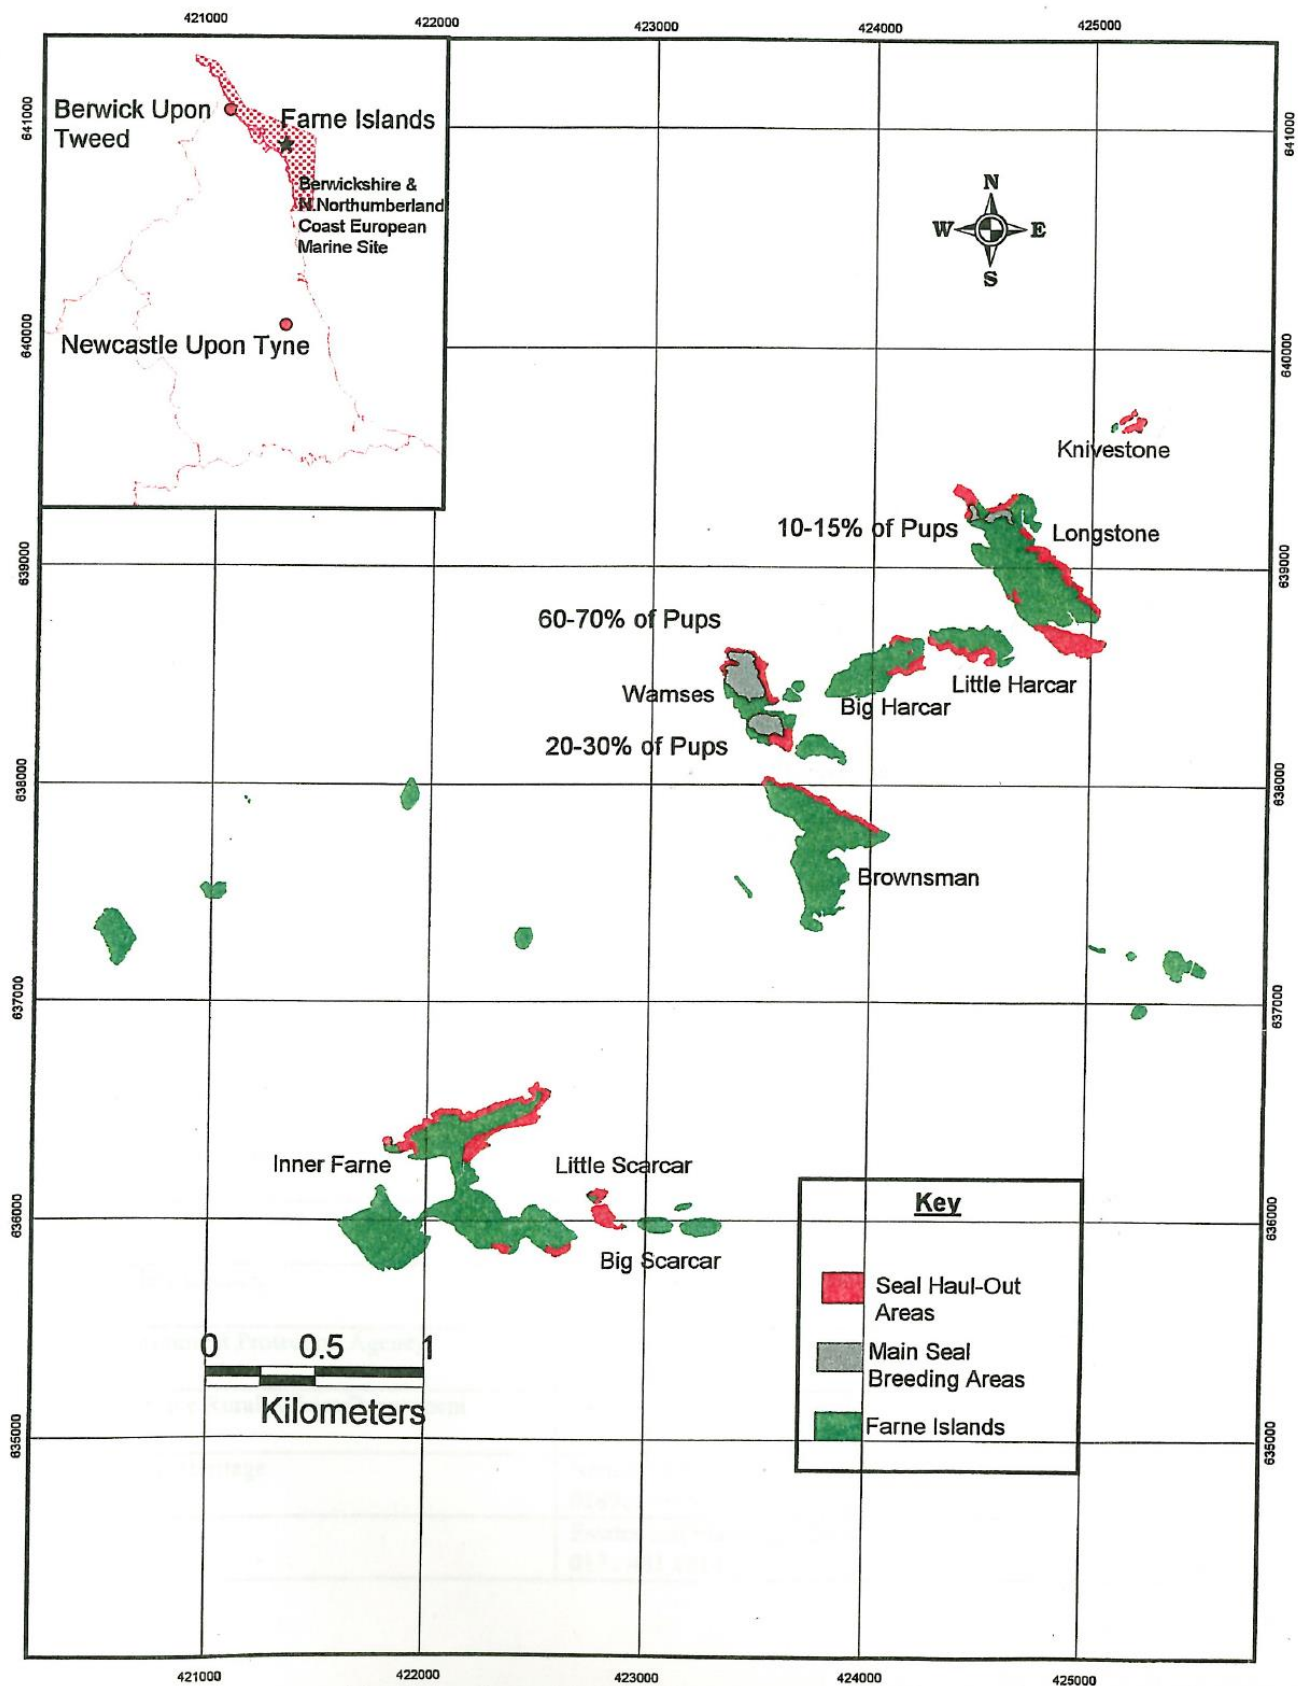 421000
422000
423000
424000
425000
641000
641000
Berwick Upon
Tweed
Farne Islands
Berwickshire &
N.Northumberland
Coast European
Marine Site
Newcastle Upon Tyne
N
W
E
S
640000
640000
Knivestone
10-15% of Pups
Longstone
639000
639000
60-70% of Pups
Wamses
Little Harcar
Big Harcar
20-30% of Pups
638000
638000
Brownsman
637000
637000
Inner Farne
Little Scarcar
636000
636000
Big Scarcar
Key
Seal Haul-Out
Areas
Main Seal
Breeding Areas
Farne Islands
0 0.5 1
Kilometers
635000
635000
421000
422000
423000
424000
425000